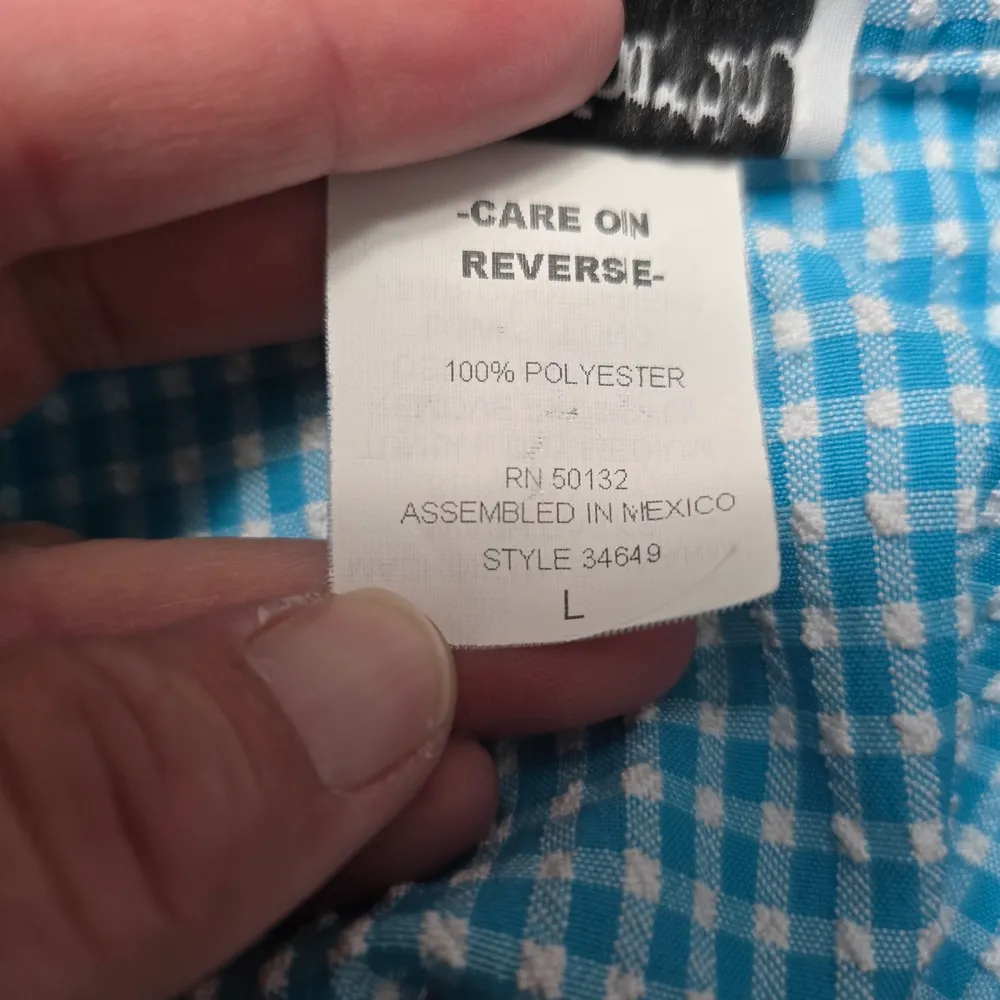 -CARE ON
REVERSE-
100% POLYESTER
RN 50132
ASSEMBLED IN MEXICO
STYLE 34649
L